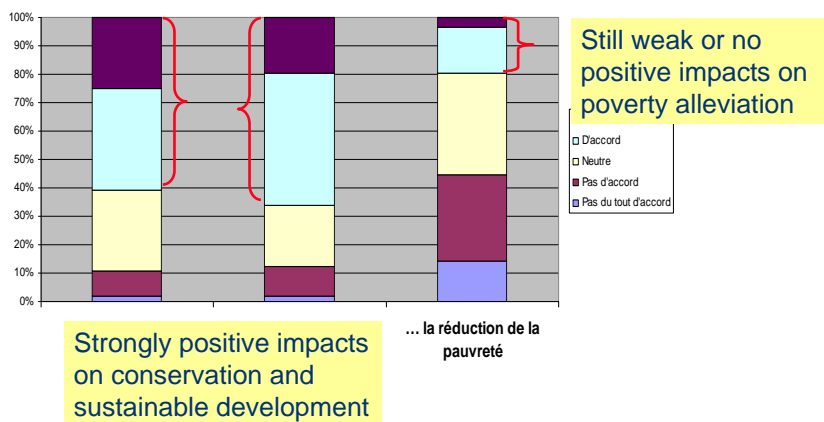 100%
90%
80%
70%
60%
50%
40%
30%
20%
10%
0%
Still weak or no
positive impacts on
poverty alleviation
D'accord
Neutre
Pas d'accord
Pas du tout d'accord
... la réduction de la
pauvreté
Strongly positive impacts
on conservation and
sustainable development